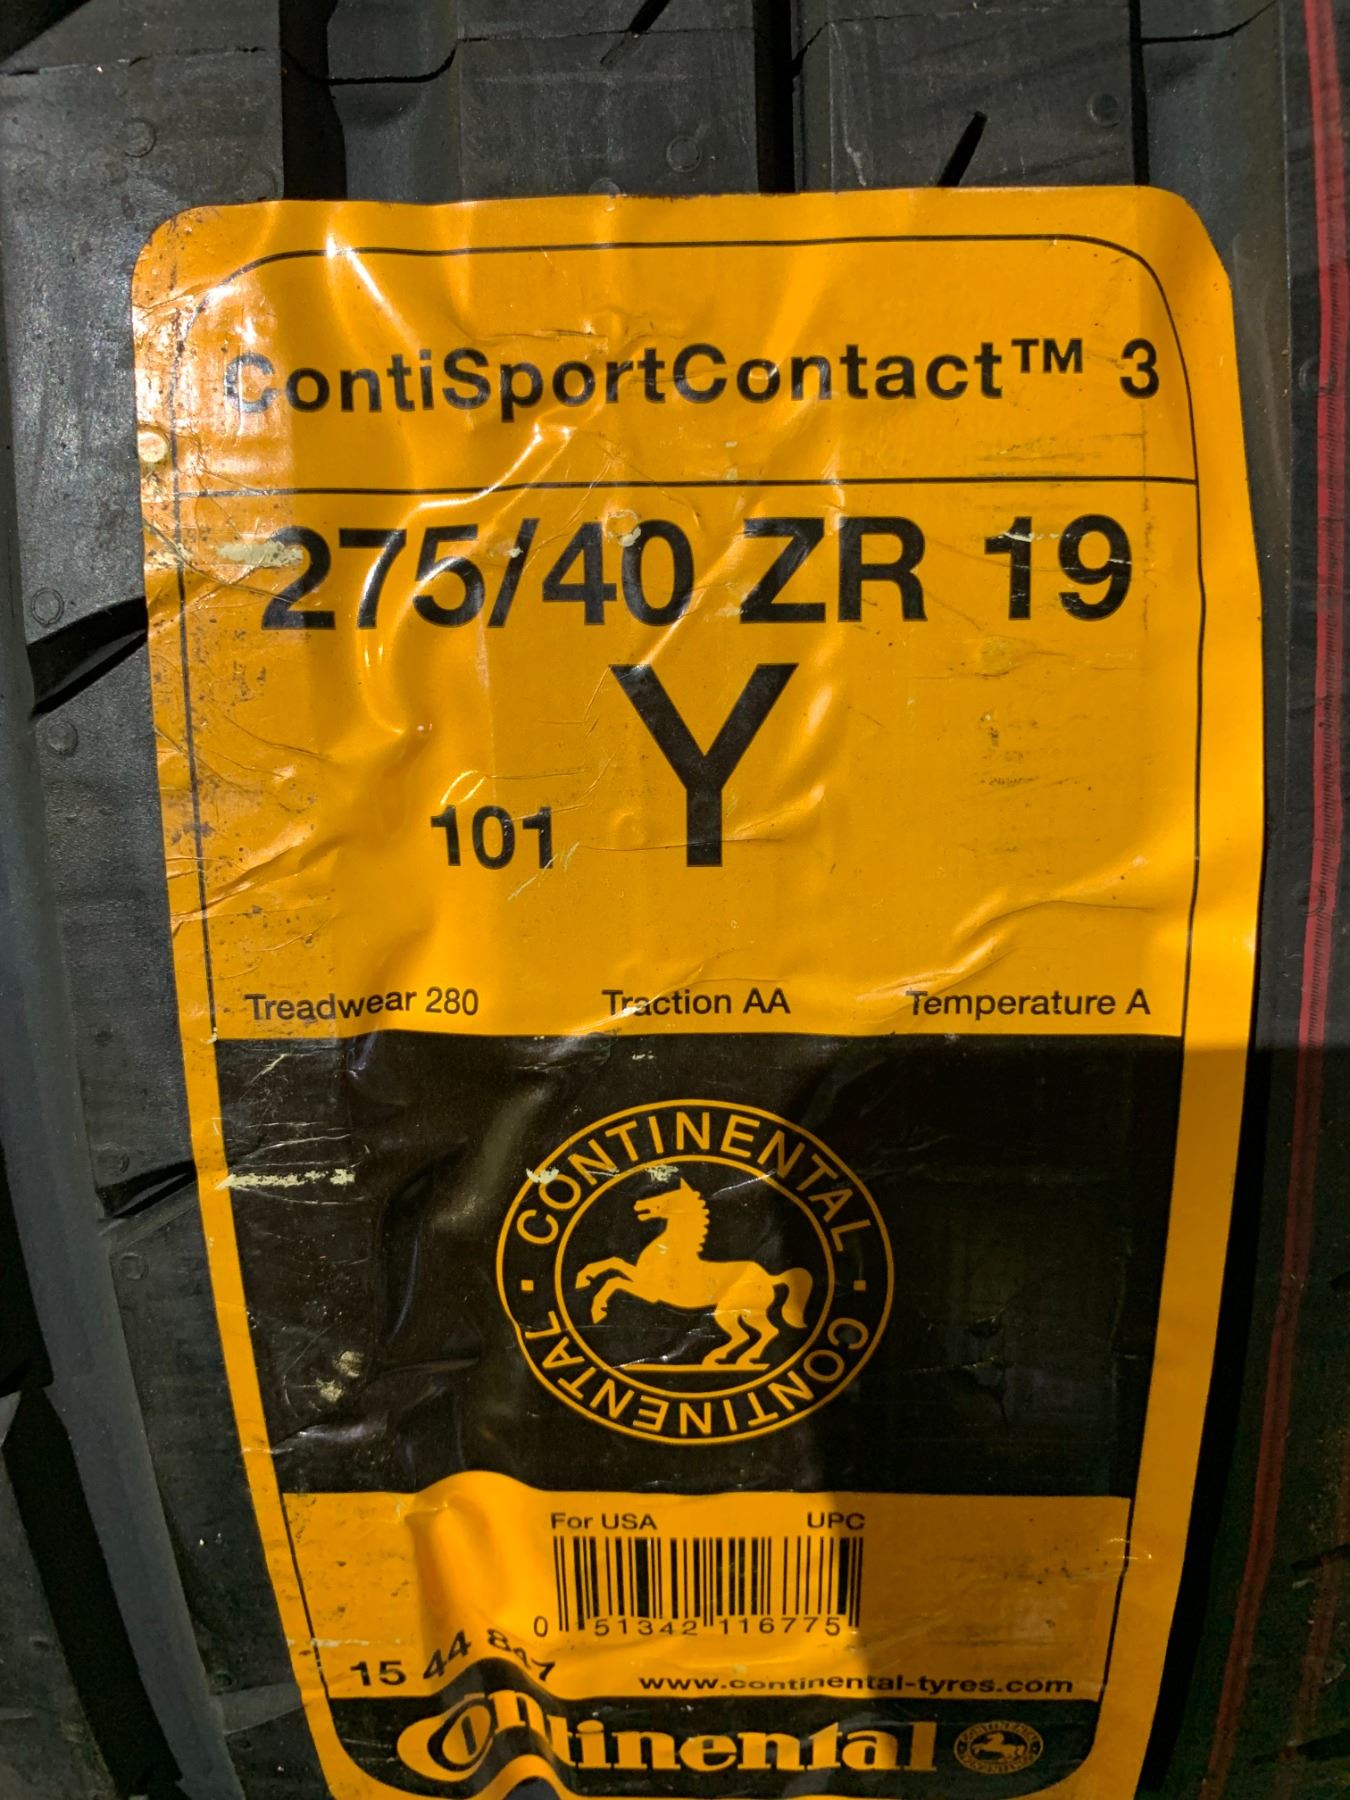 ContiSportContact™ 3
275/40 ZR 19
101 Y
Treadwear 280 Traction AA Temperature A
CONTINENTAL · CONTINENTAL ·
For USA UPC
0 51342 116775
15 44 847
www.continental-tyres.com
Continental